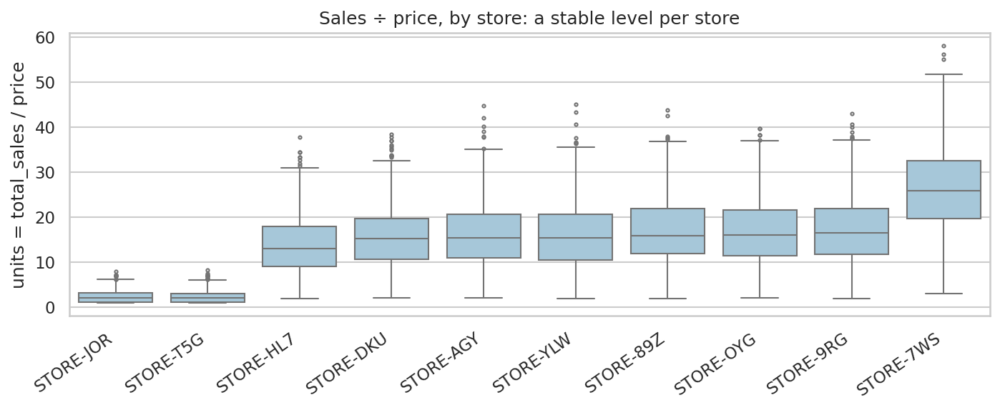 Sales ÷ price, by store: a stable level per store
units = total_sales / price
60
50
40
30
20
10
0
STORE-JOR
STORE-T5G
STORE-HL7
STORE-DKU
STORE-AGY
STORE-YLW
STORE-89Z
STORE-OYG
STORE-9RG
STORE-7WS